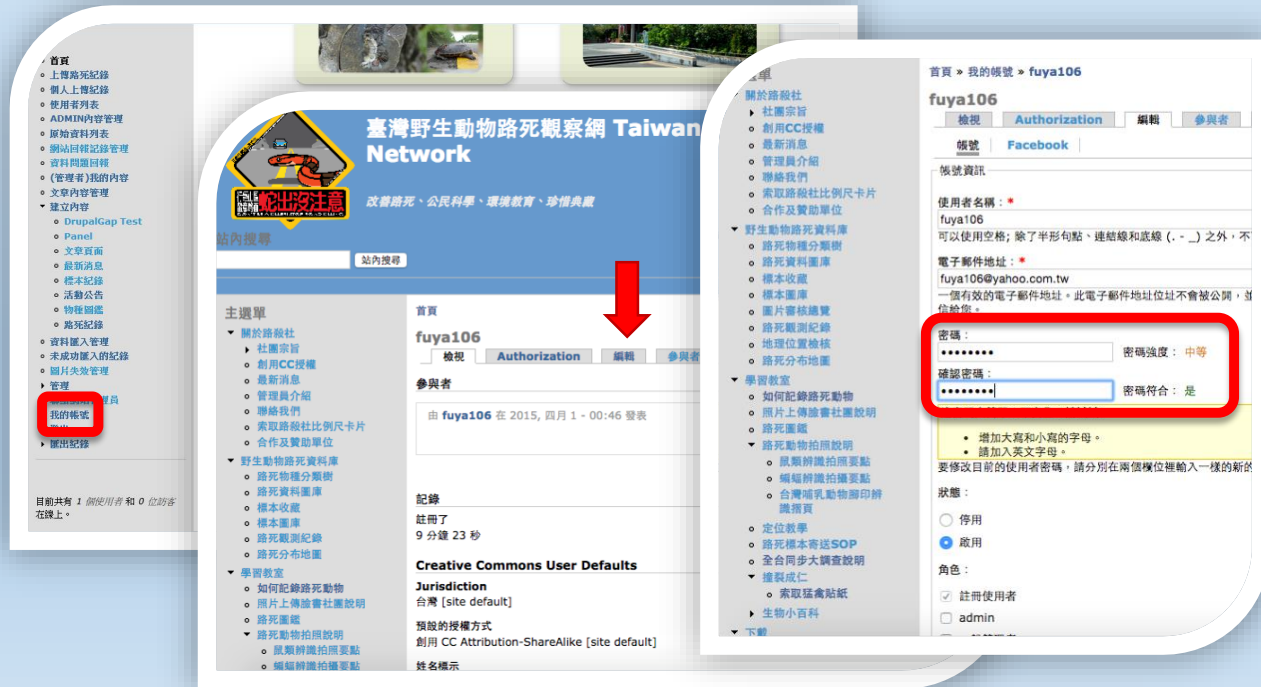 首頁
上傳路死紀錄
個人上傳紀錄
使用者列表
ADMIN內容管理
原始資料列表
網站回報記錄管理
資料問題回報
(管理者)我的內容
文章內容管理
建立內容
DrupalGap Test
Panel
文章頁面
最新消息
標本記錄
活動公告
物種圖鑑
路死紀錄
資料匯入管理
未成功匯入的紀錄
圖片失效管理
管理
我的帳號
匯出記錄
目前共有 1 個使用者 和 0 位訪客
在線上。
蛇出沒注意
臺灣野生動物路死觀察網 Taiwan
Network
改善路死、公民科學、環境教育、珍惜典藏
站內搜尋
站內搜尋
主選單
關於路殺社
社團宗旨
創用CC授權
最新消息
管理員介紹
聯絡我們
索取路殺社比例尺卡片
合作及贊助單位
野生動物路死資料庫
路死物種分類樹
路死資料圖庫
標本收藏
標本圖庫
路死觀測紀錄
路死分布地圖
學習教室
如何記錄路死動物
照片上傳臉書社團說明
路死圖鑑
路死動物拍照說明
鼠類辨識拍照要點
蝙蝠辨識拍攝要點
首頁
fuya106
檢視 Authorization 編輯 參與者
參與者
由 fuya106 在 2015, 四月 1 - 00:46 發表
記錄
註冊了
9 分鐘 23 秒
Creative Commons User Defaults
Jurisdiction
台灣 [site default]
預設的授權方式
創用 CC Attribution-ShareAlike [site default]
姓名標示
選單
關於路殺社
社團宗旨
創用CC授權
最新消息
管理員介紹
聯絡我們
索取路殺社比例尺卡片
合作及贊助單位
野生動物路死資料庫
路死物種分類樹
路死資料圖庫
標本收藏
標本圖庫
圖片審核總覽
路死觀測紀錄
地理位置檢核
路死分布地圖
學習教室
如何記錄路死動物
照片上傳臉書社團說明
路死圖鑑
路死動物拍照說明
鼠類辨識拍照要點
蝙蝠辨識拍攝要點
台灣哺乳動物腳印辨
識摺頁
定位教學
路死標本寄送SOP
全台同步大調查說明
撞裂成仁
索取猛禽貼紙
生物小百科
下載
首頁 » 我的帳號 » fuya106
fuya106
檢視 Authorization 編輯 參與者
帳號 Facebook
帳號資訊
使用者名稱：*
fuya106
可以使用空格; 除了半形句點、連結線和底線 (. - _) 之外，不
電子郵件地址：*
fuya106@yahoo.com.tw
一個有效的電子郵件地址。此電子郵件地址位址不會被公開，並
信給您。
密碼：
•••••••• 密碼強度： 中等
確認密碼：
•••••••• 密碼符合： 是
增加大寫和小寫的字母。
請加入英文字母。
要修改目前的使用者密碼，請分別在兩個欄位裡輸入一樣的新的
狀態：
停用
啟用
角色：
註冊使用者
admin